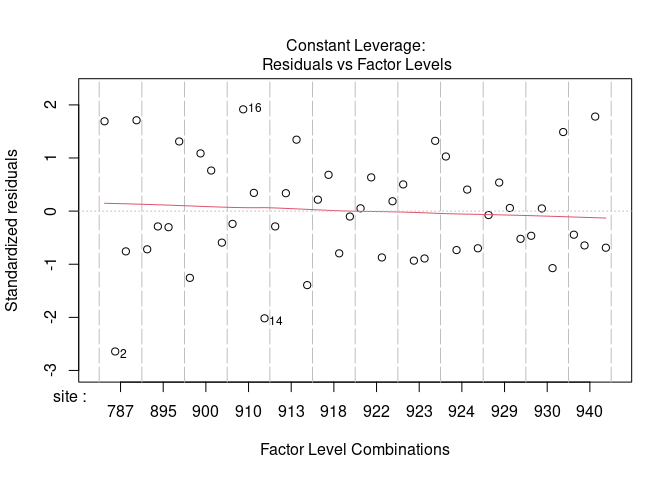 Constant Leverage:
Residuals vs Factor Levels
Standardized residuals
2
1
0
-1
-2
-3
16
14
2
site :
787 895 900 910 913 918 922 923 924 929 930 940
Factor Level Combinations